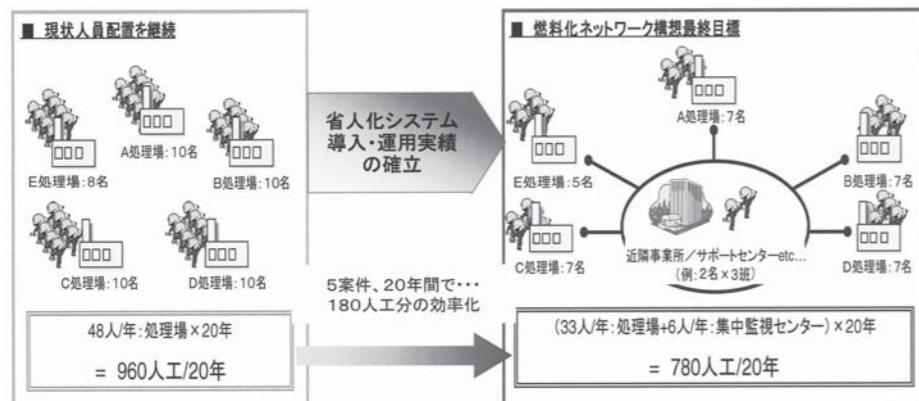 ■ 現状人員配置を継続
A処理場:10名
E処理場:8名
B処理場:10名
C処理場:10名
D処理場:10名
48人/年:処理場×20年
= 960人工/20年
省人化システム
導入・運用実績
の確立
5案件、20年間で・・・
180人工分の効率化
■ 燃料化ネットワーク構想最終目標
A処理場:7名
E処理場:5名
B処理場:7名
C処理場:7名
D処理場:7名
近隣事業所/サポートセンターetc...
(例:2名×3班)
(33人/年:処理場+6人/年:集中監視センター)×20年
= 780人工/20年